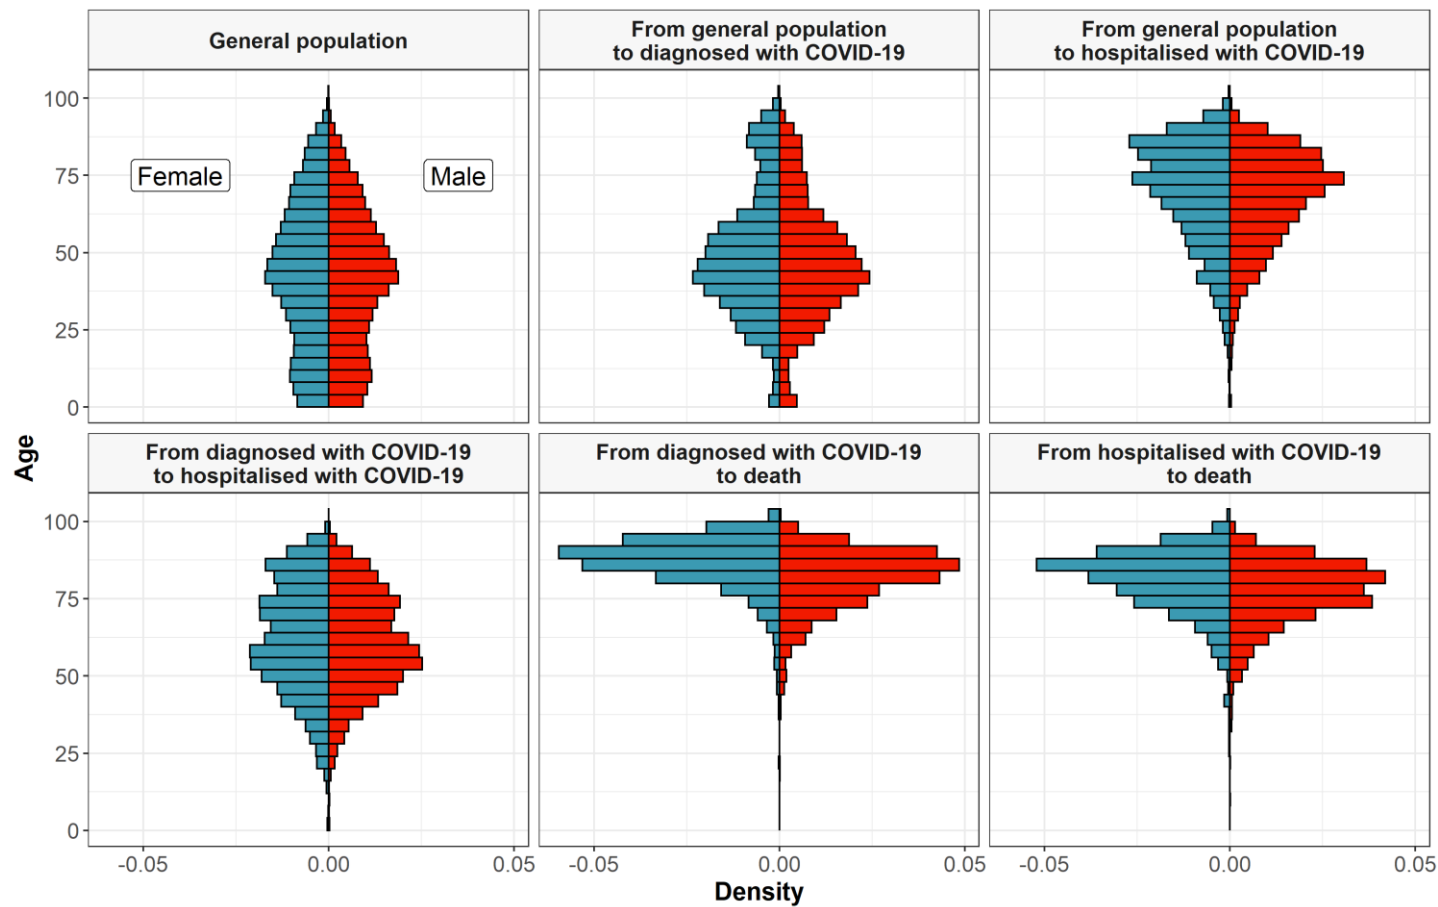 General population
From general population
to diagnosed with COVID-19
From general population
to hospitalised with COVID-19
100
75
50
25
0
Female
Male
Age
From diagnosed with COVID-19
to hospitalised with COVID-19
From diagnosed with COVID-19
to death
From hospitalised with COVID-19
to death
100
75
50
25
0
-0.05 0.00 0.05 -0.05 0.00 0.05 -0.05 0.00 0.05
Density